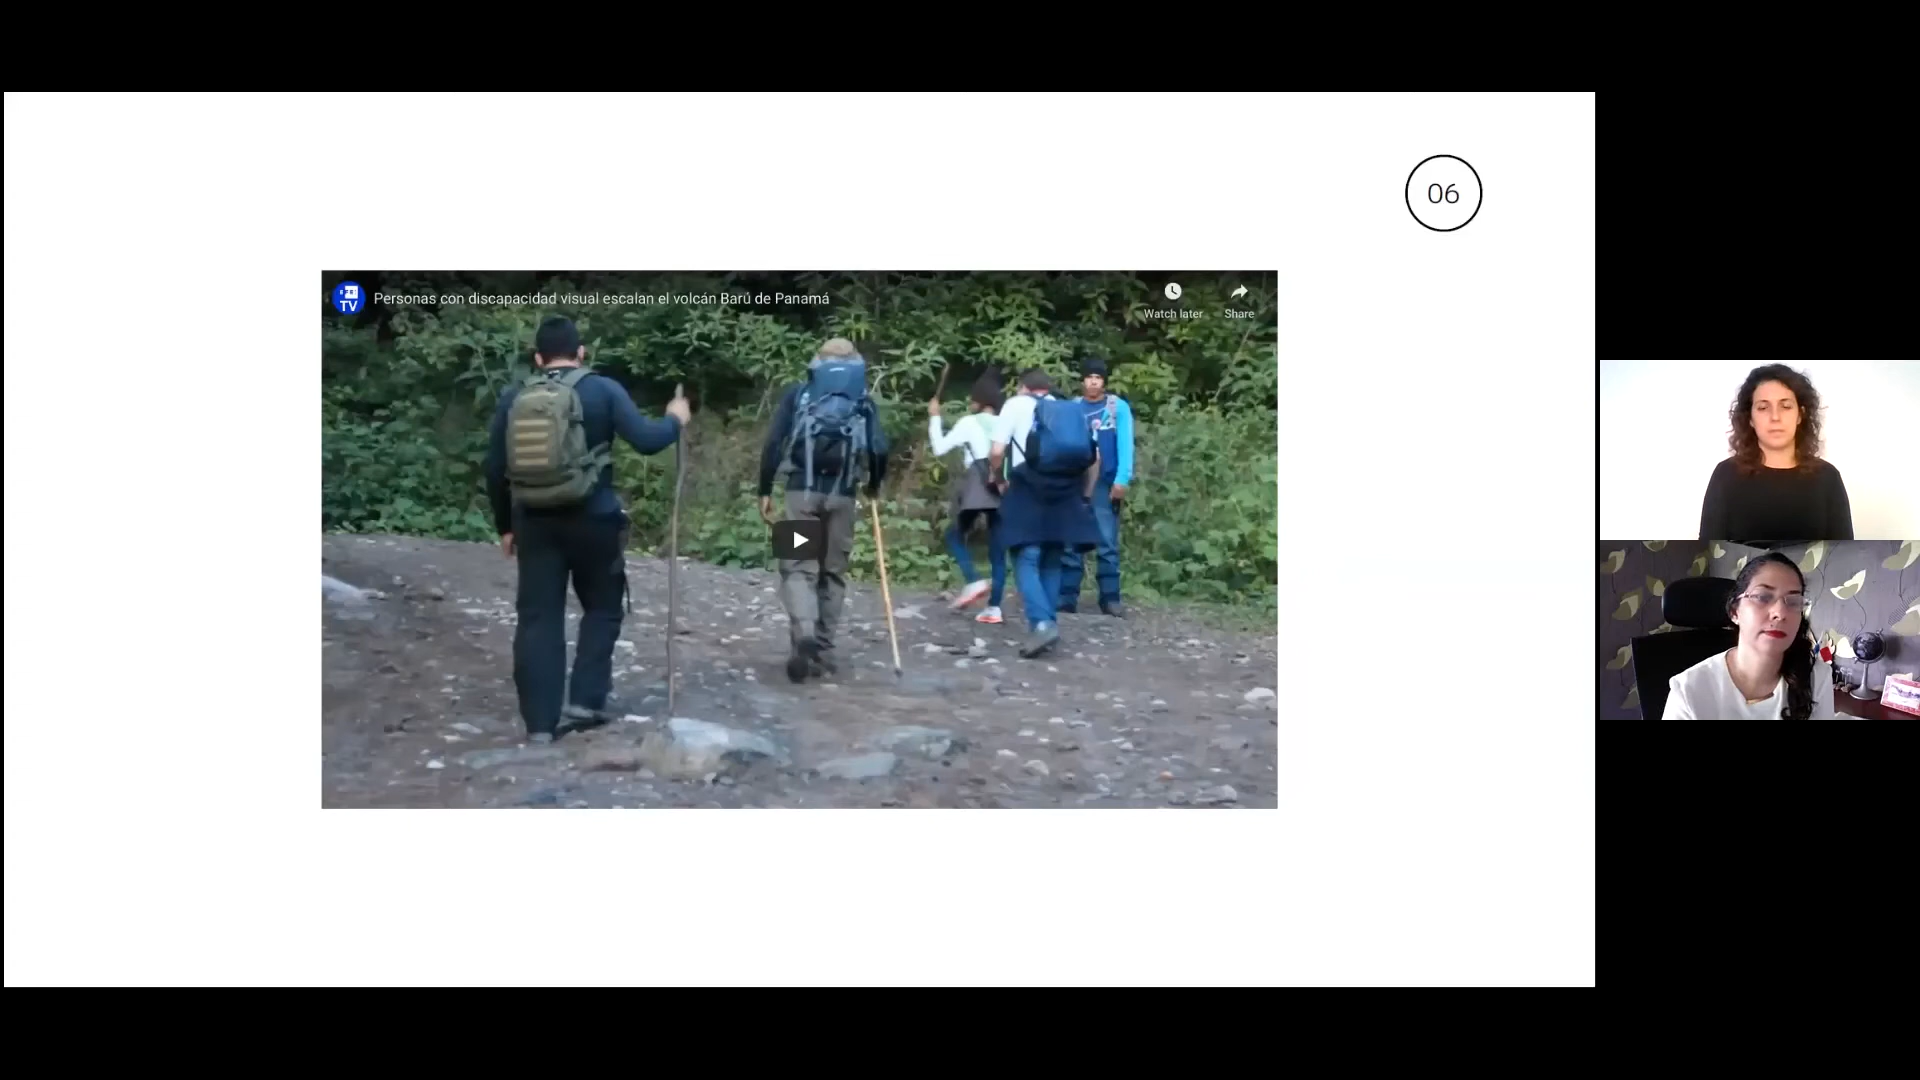 06
TV
Personas con discapacidad visual escalan el volcán Barú de Panamá
Watch later
Share